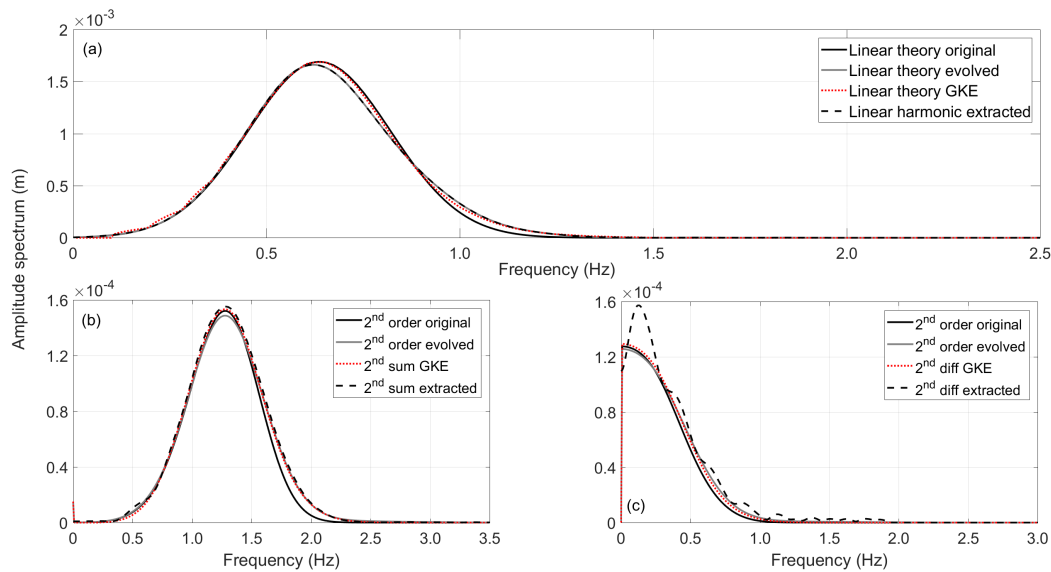 ×10⁻³
2
(a)
Linear theory original
Linear theory evolved
Linear theory GKE
Linear harmonic extracted
1.5
1
0.5
0
0 0.5 1.0 1.5 2.0 2.5
Frequency (Hz)
Amplitude spectrum (m)
×10⁻⁴
1.6
(b)
2nd order original
2nd order evolved
2nd sum GKE
2nd sum extracted
1.2
0.8
0.4
0
0 0.5 1.0 1.5 2.0 2.5 3.0 3.5
Frequency (Hz)
×10⁻⁴
1.6
2nd order original
2nd order evolved
2nd diff GKE
2nd diff extracted
1.2
0.8
0.4
(c)
0
0 0.5 1.0 1.5 2.0 2.5 3.0
Frequency (Hz)